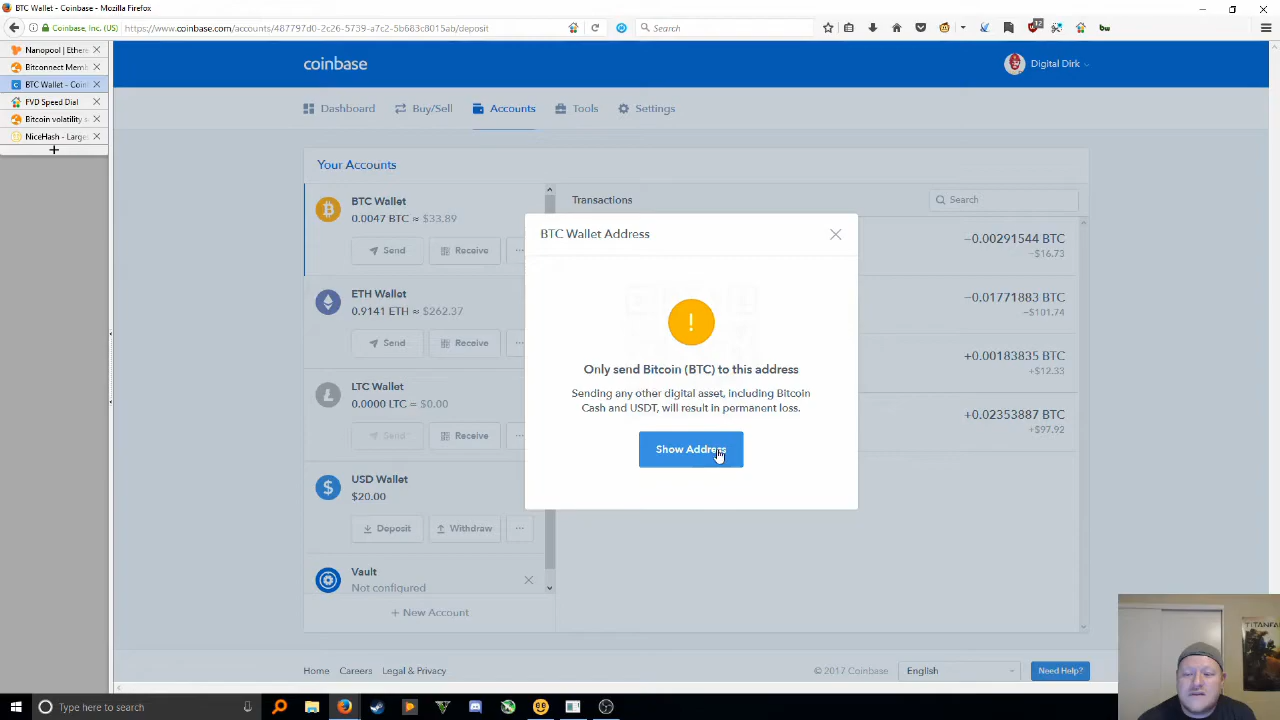 BTC Wallet - Coinbase - Mozilla Firefox
Coinbase, Inc. (US)
https://www.coinbase.com/accounts/487797d0-2c26-5739-a7c2-5b683c8015ab/deposit
Search
12
bw
Nanopool | Ethere
Bitconnect Memb
BTC Wallet - Coin
FVD Speed Dial
Bitcoin volatility s
NiceHash - Large
+
coinbase
Digital Dirk
Dashboard
Buy/Sell
Accounts
Tools
Settings
Your Accounts
BTC Wallet
0.0047 BTC ≈ $33.89
Send
Receive
ETH Wallet
0.9141 ETH ≈ $262.37
Send
Receive
LTC Wallet
0.0000 LTC = $0.00
Send
Receive
USD Wallet
$20.00
Deposit
Withdraw
Vault
Not configured
+ New Account
Transactions
Search
−0.00291544 BTC
−$16.73
−0.01771883 BTC
−$101.74
+0.00183835 BTC
+$12.33
+0.02353887 BTC
+$97.92
BTC Wallet Address
!
Only send Bitcoin (BTC) to this address
Sending any other digital asset, including Bitcoin
Cash and USDT, will result in permanent loss.
Show Address
Home
Careers
Legal & Privacy
© 2017 Coinbase
English
Need Help?
TITANFA
Type here to search